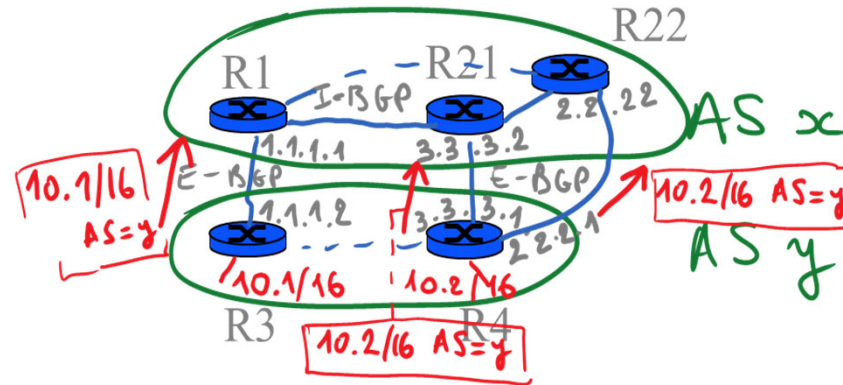 R22
R1
R21
I-BGP
2.2.22
AS x
1.1.1.1
3.3.3.2
10.1/16
AS=y
E-BGP
E-BGP
10.2/16 AS=y
1.1.1.2
3.3.3.1
2.2.2.1
AS y
10.1/16
10.2/16
R3
R4
10.2/16 AS=y